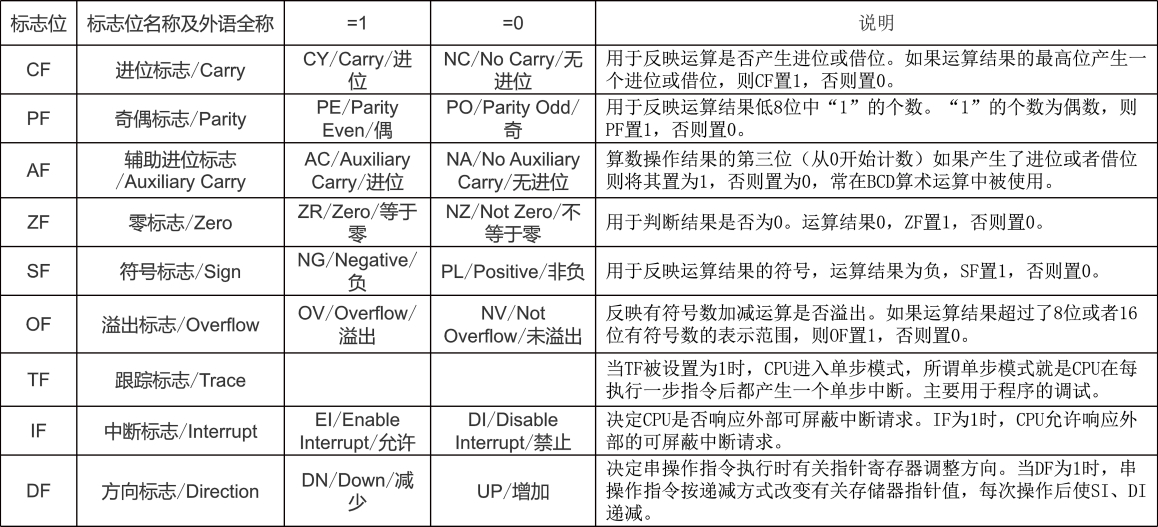 标志位 标志位名称及外语全称 =1 =0 说明
CF 进位标志/Carry CY/Carry/进
位 NC/No Carry/无
进位 用于反映运算是否产生进位或借位。如果运算结果的最高位产生一
个进位或借位，则CF置1，否则置0。
PF 奇偶标志/Parity PE/Parity
Even/偶 PO/Parity Odd/
奇 用于反映运算结果低8位中“1”的个数。“1”的个数为偶数，则
PF置1，否则置0。
AF 辅助进位标志
/Auxiliary Carry AC/Auxiliary
Carry/进位 NA/No Auxiliary
Carry/无进位 算数操作结果的第三位（从0开始计数）如果产生了进位或者借位
则将其置为1，否则置为0，常在BCD算术运算中被使用。
ZF 零标志/Zero ZR/Zero/等于
零 NZ/Not Zero/不
等于零 用于判断结果是否为0。运算结果0，ZF置1，否则置0。
SF 符号标志/Sign NG/Negative/
负 PL/Positive/非负 用于反映运算结果的符号，运算结果为负，SF置1，否则置0。
OF 溢出标志/Overflow OV/Overflow/
溢出 NV/Not
Overflow/未溢出 反映有符号数加减运算是否溢出。如果运算结果超过了8位或者16
位有符号数的表示范围，则OF置1，否则置0。
TF 跟踪标志/Trace 当TF被设置为1时，CPU进入单步模式，所谓单步模式就是CPU在每
执行一步指令后都产生一个单步中断。主要用于程序的调试。
IF 中断标志/Interrupt EI/Enable
Interrupt/允许 DI/Disable
Interrupt/禁止 决定CPU是否响应外部可屏蔽中断请求。IF为1时，CPU允许响应外
部的可屏蔽中断请求。
DF 方向标志/Direction DN/Down/减
少 UP/增加 决定串操作指令执行时有关指针寄存器调整方向。当DF为1时，串
操作指令按递减方式改变有关存储器指针值，每次操作后使SI、DI
递减。